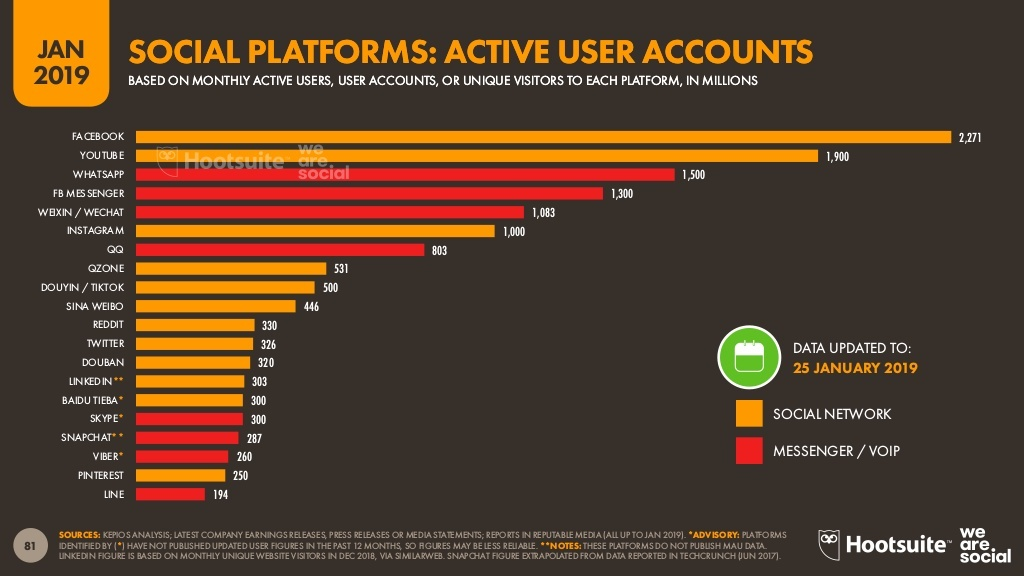 JAN
2019
SOCIAL PLATFORMS: ACTIVE USER ACCOUNTS
BASED ON MONTHLY ACTIVE USERS, USER ACCOUNTS, OR UNIQUE VISITORS TO EACH PLATFORM, IN MILLIONS
FACEBOOK 2,271
YOUTUBE 1,900
Hootsuite™ we are social
WHATSAPP 1,500
FB MESSENGER 1,300
WEIXIN / WECHAT 1,083
INSTAGRAM 1,000
QQ 803
QZONE 531
DOUYIN / TIKTOK 500
SINA WEIBO 446
REDDIT 330
TWITTER 326
DOUBAN 320
LINKEDIN** 303
BAIDU TIEBA* 300
SKYPE* 300
SNAPCHAT** 287
VIBER* 260
PINTEREST 250
LINE 194
DATA UPDATED TO:
25 JANUARY 2019
SOCIAL NETWORK
MESSENGER / VOIP
81
SOURCES: KEPIOS ANALYSIS; LATEST COMPANY EARNINGS RELEASES, PRESS RELEASES OR MEDIA STATEMENTS; REPORTS IN REPUTABLE MEDIA (ALL UP TO JAN 2019). *ADVISORY: PLATFORMS
IDENTIFIED BY (*) HAVE NOT PUBLISHED UPDATED USER FIGURES IN THE PAST 12 MONTHS, SO FIGURES MAY BE LESS RELIABLE. **NOTES: THESE PLATFORMS DO NOT PUBLISH MAU DATA.
LINKEDIN FIGURE IS BASED ON MONTHLY UNIQUE WEBSITE VISITORS IN DEC 2018, VIA SIMILARWEB. SNAPCHAT FIGURE EXTRAPOLATED FROM DATA REPORTED IN TECHCRUNCH (JUN 2017).
Hootsuite™
we
are
social